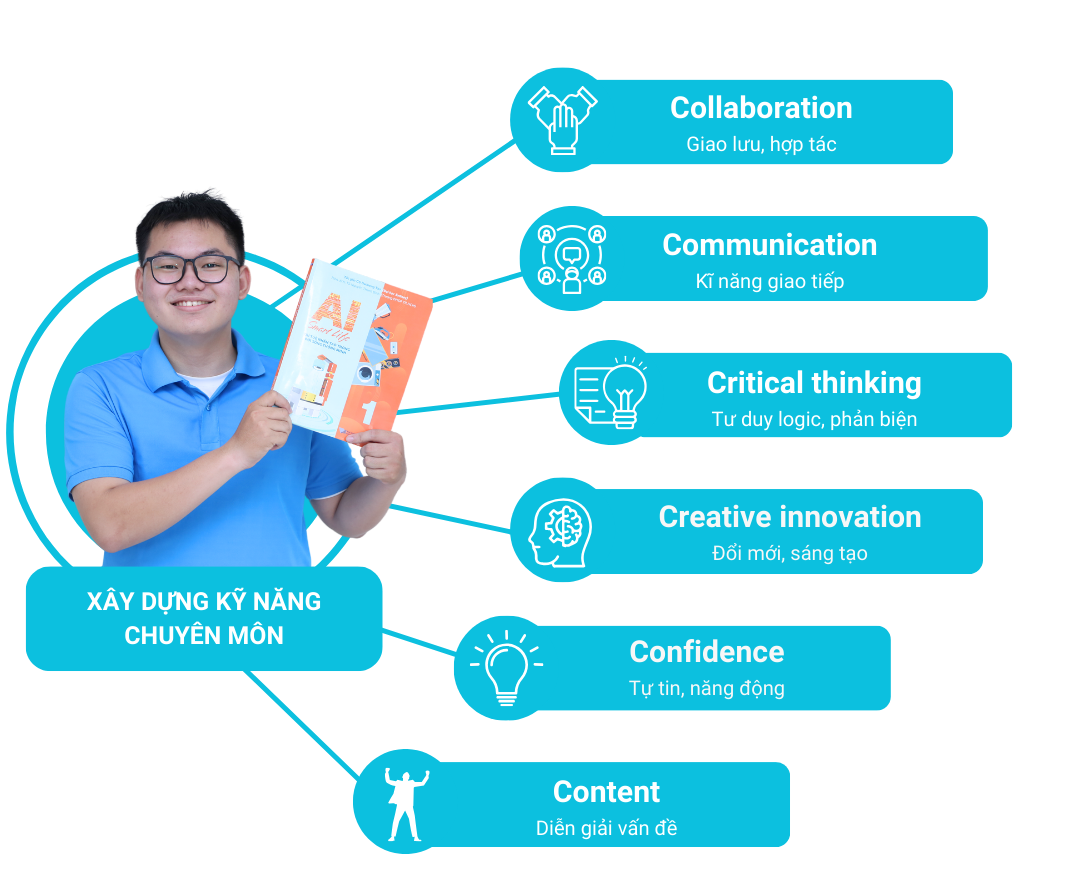 Collaboration
Giao lưu, hợp tác
Communication
Kĩ năng giao tiếp
AI
Smart Life
1
Critical thinking
Tư duy logic, phản biện
Creative innovation
Đổi mới, sáng tạo
XÂY DỰNG KỸ NĂNG
CHUYÊN MÔN
Confidence
Tự tin, năng động
Content
Diễn giải vấn đề